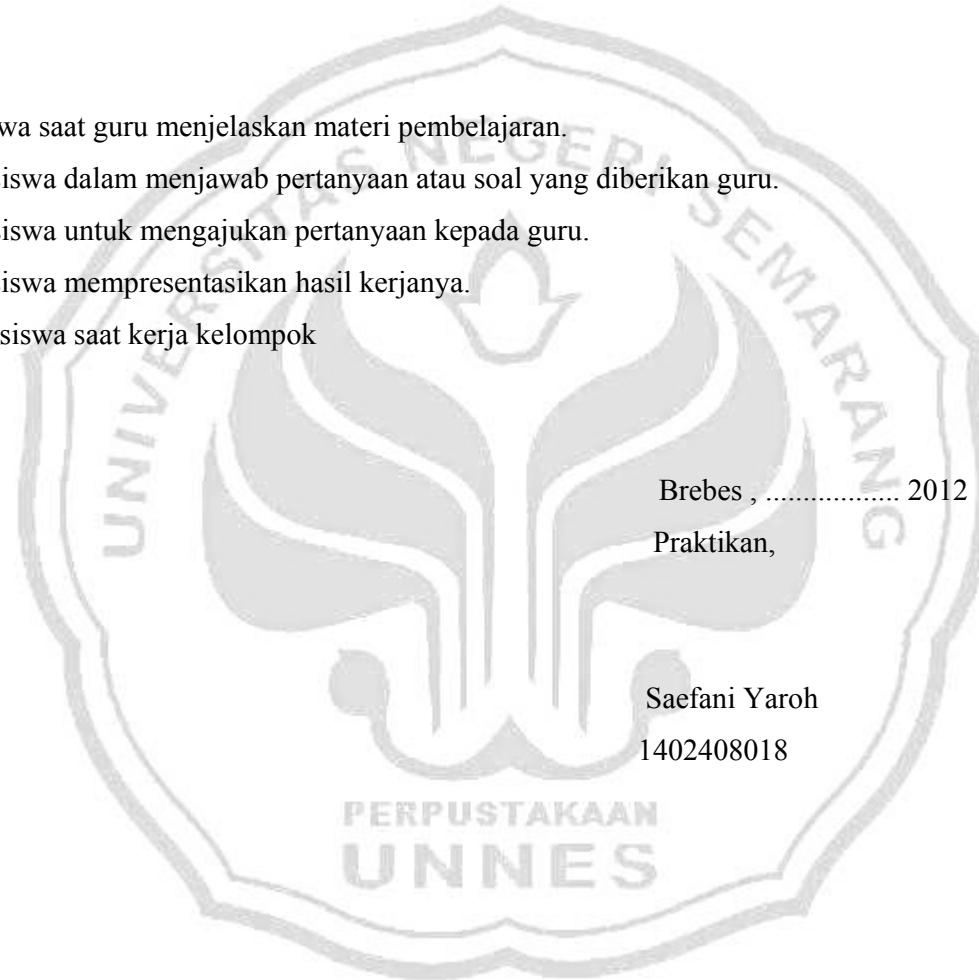 wa saat guru menjelaskan materi pembelajaran.
iswa dalam menjawab pertanyaan atau soal yang diberikan guru.
iswa untuk mengajukan pertanyaan kepada guru.
iswa mempresentasikan hasil kerjanya.
siswa saat kerja kelompok
Brebes , .................. 2012
Praktikan,
Saefani Yaroh
1402408018
UNIVERSITAS NEGERI SEMARANG
PERPUSTAKAAN
UNNES